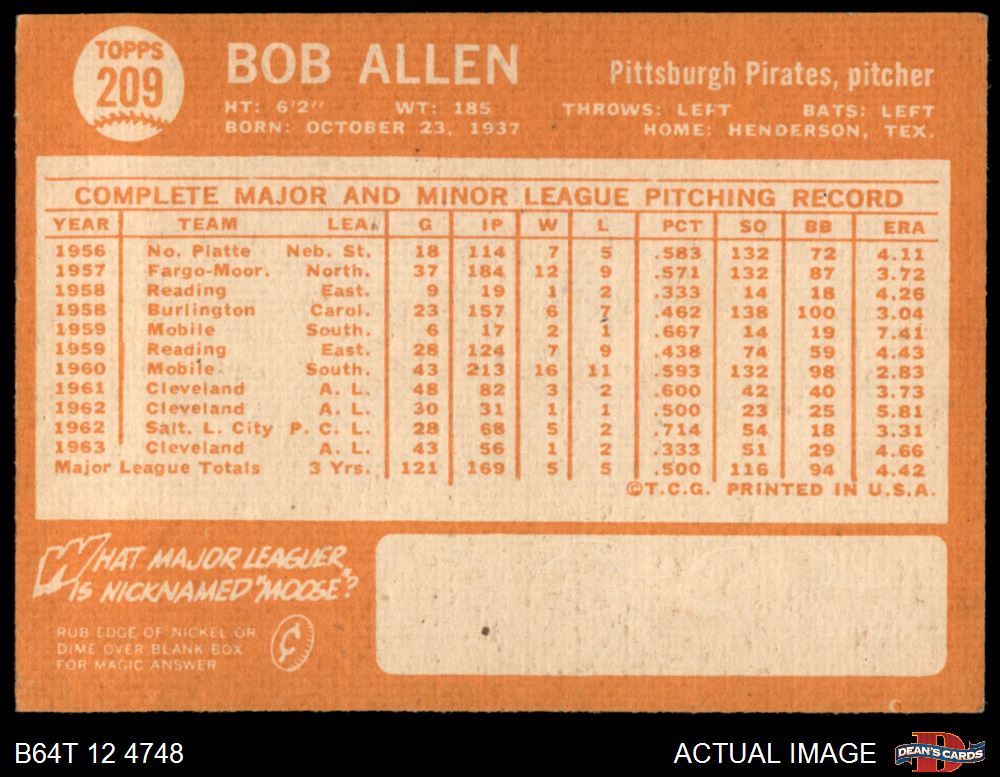 TOPPS
209
BOB ALLEN
Pittsburgh Pirates, pitcher
HT: 6'2" WT: 185 THROWS: LEFT BATS: LEFT
BORN: OCTOBER 23, 1937 HOME: HENDERSON, TEX.
COMPLETE MAJOR AND MINOR LEAGUE PITCHING RECORD
YEAR TEAM LEA. G IP W L PCT SO BB ERA
1956 No. Platte Neb. St. 18 114 7 5 .583 132 72 4.11
1957 Fargo-Moor. North. 37 184 12 9 .571 132 87 3.72
1958 Reading East. 9 19 1 2 .333 14 18 4.26
1958 Burlington Carol. 23 157 6 7 .462 138 100 3.04
1959 Mobile South. 6 17 2 1 .667 14 19 7.41
1959 Reading East. 28 124 7 9 .438 74 59 4.43
1960 Mobile South. 43 213 16 11 .593 132 98 2.83
1961 Cleveland A. L. 48 82 3 2 .600 42 40 3.73
1962 Cleveland A. L. 30 31 1 1 .500 23 25 5.81
1962 Salt. L. City P. C. L. 28 68 5 2 .714 54 18 3.31
1963 Cleveland A. L. 43 56 1 2 .333 51 29 4.66
Major League Totals 3 Yrs. 121 169 5 5 .500 116 94 4.42
©T.C.G. PRINTED IN U.S.A.
WHAT MAJOR LEAGUER
IS NICKNAMED "MOOSE"?
RUB EDGE OF NICKEL OR
DIME OVER BLANK BOX
FOR MAGIC ANSWER
¢
B64T 12 4748
ACTUAL IMAGE
D
DEAN'S CARDS